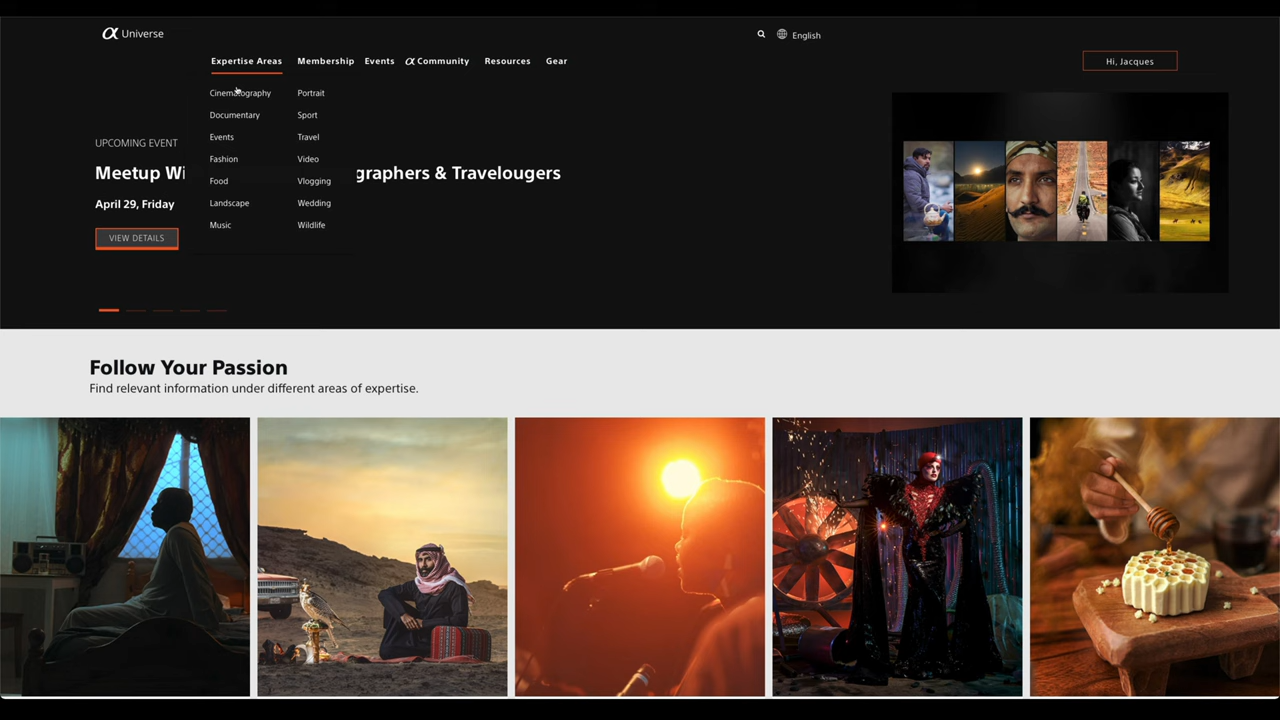 α Universe
English
Expertise Areas Membership Events α Community Resources Gear
Hi, Jacques
Cinematography Portrait
Documentary Sport
Events Travel
Fashion Video
Food Vlogging
Landscape Wedding
Music Wildlife
UPCOMING EVENT
Meetup Wi graphers & Travelougers
April 29, Friday
VIEW DETAILS
Follow Your Passion
Find relevant information under different areas of expertise.